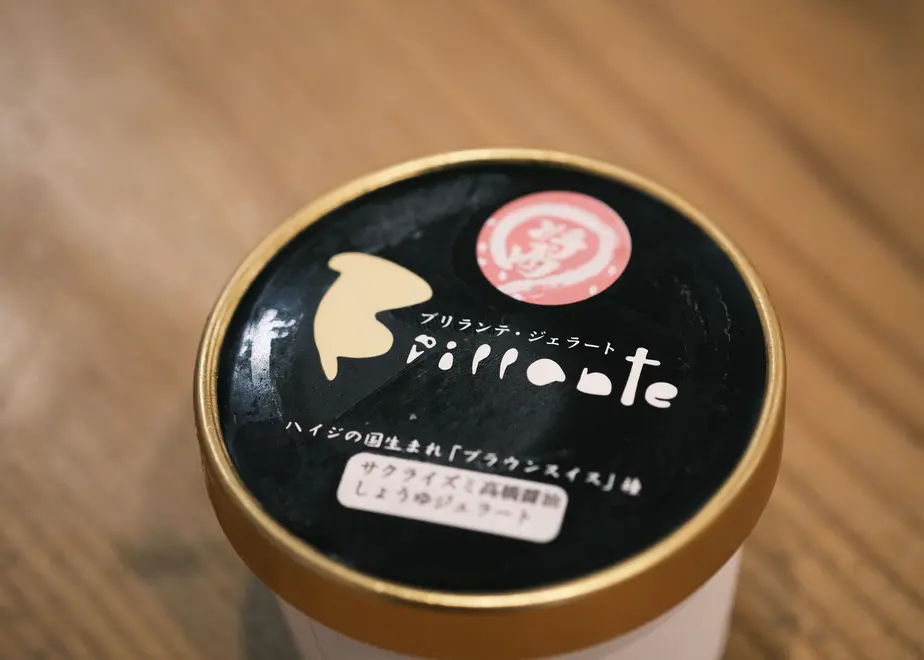 ブリランテ・ジェラート
Brillante
ハイジの国生まれ「ブラウンスイス」種
サクライズミ高橋醤油
しょうゆジェラート